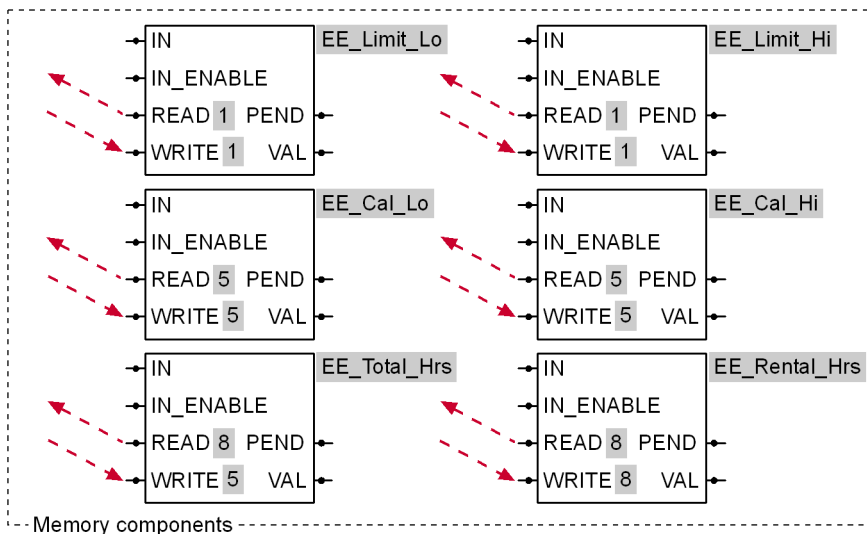 IN
EE_Limit_Lo
IN_ENABLE
READ 1 PEND
WRITE 1 VAL
IN
EE_Limit_Hi
IN_ENABLE
READ 1 PEND
WRITE 1 VAL
IN
EE_Cal_Lo
IN_ENABLE
READ 5 PEND
WRITE 5 VAL
IN
EE_Cal_Hi
IN_ENABLE
READ 5 PEND
WRITE 5 VAL
IN
EE_Total_Hrs
IN_ENABLE
READ 8 PEND
WRITE 5 VAL
IN
EE_Rental_Hrs
IN_ENABLE
READ 8 PEND
WRITE 8 VAL
Memory components